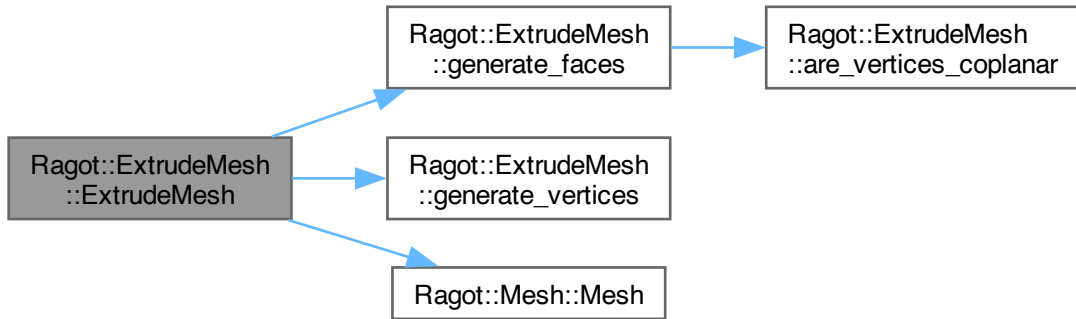 Ragot::ExtrudeMesh
::generate_faces
Ragot::ExtrudeMesh
::are_vertices_coplanar
Ragot::ExtrudeMesh
::ExtrudeMesh
Ragot::ExtrudeMesh
::generate_vertices
Ragot::Mesh::Mesh